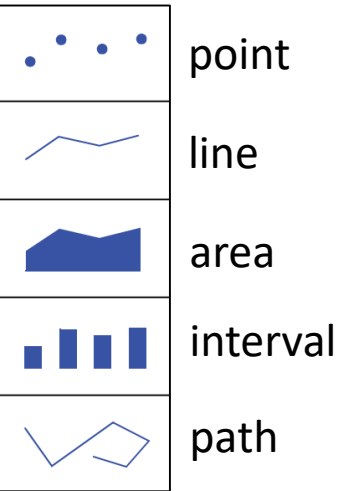 point
line
area
interval
path